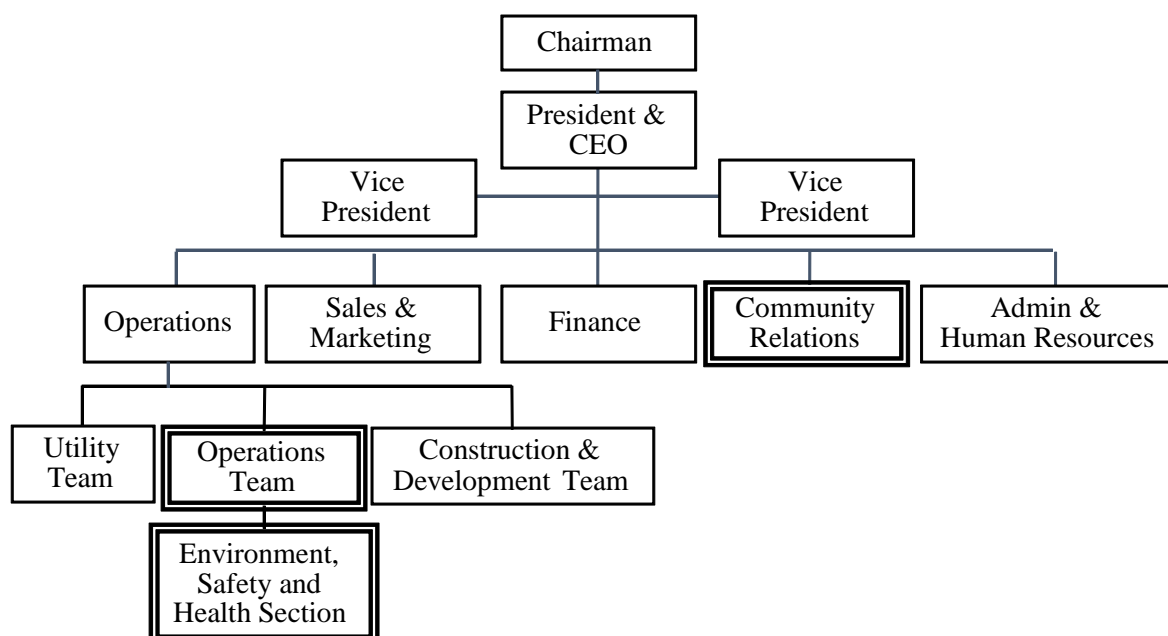 Chairman
President &
CEO
Vice
President
Vice
President
Operations
Sales &
Marketing
Finance
Community
Relations
Admin &
Human Resources
Utility
Team
Operations
Team
Construction &
Development Team
Environment,
Safety and
Health Section